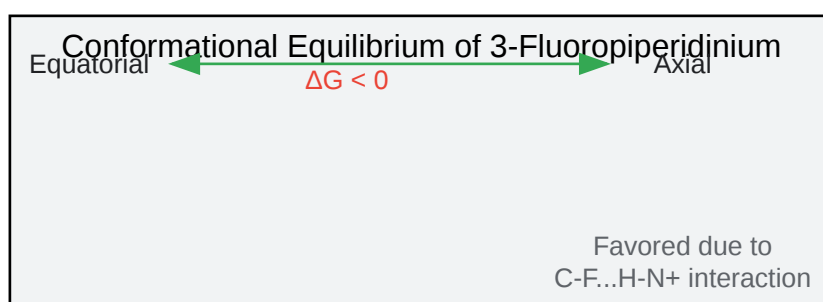 Conformational Equilibrium of 3-Fluoropiperidinium
Equatorial
Axial
ΔG < 0
Favored due to
C-F...H-N+ interaction